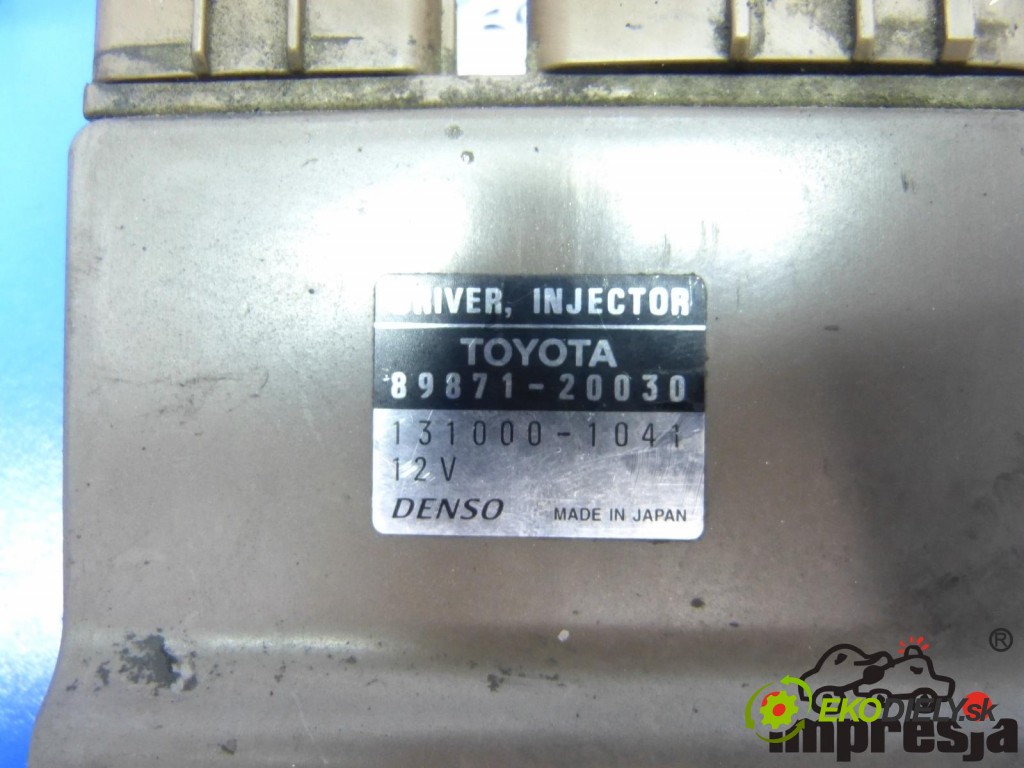 DRIVER, INJECTOR
TOYOTA
89871-20030
131000-1041
12V
DENSO MADE IN JAPAN
®
EKODIELY.sk
impresja